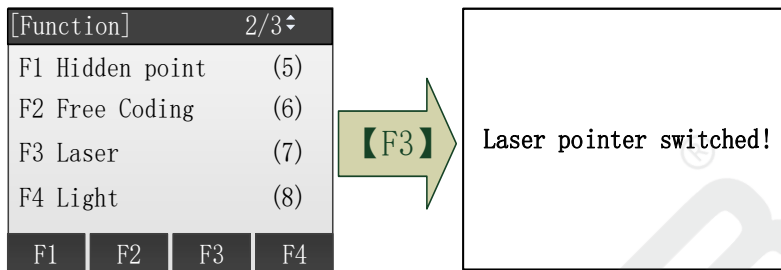 [Function] 2/3
F1 Hidden point (5)
F2 Free Coding (6)
F3 Laser (7)
F4 Light (8)
F1 F2 F3 F4
【F3】
Laser pointer switched!
®